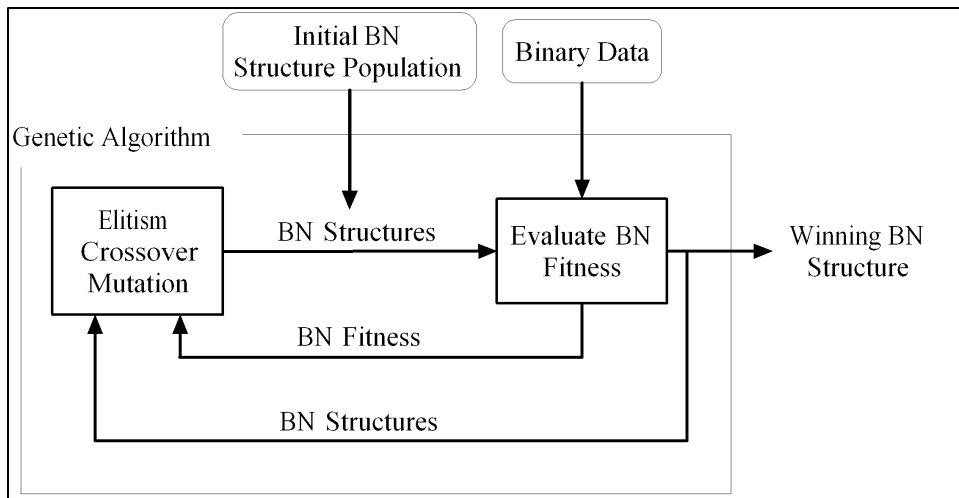 Initial BN
Structure Population
Binary Data
Genetic Algorithm
Elitism
Crossover
Mutation
BN Structures
Evaluate BN
Fitness
Winning BN
Structure
BN Fitness
BN Structures